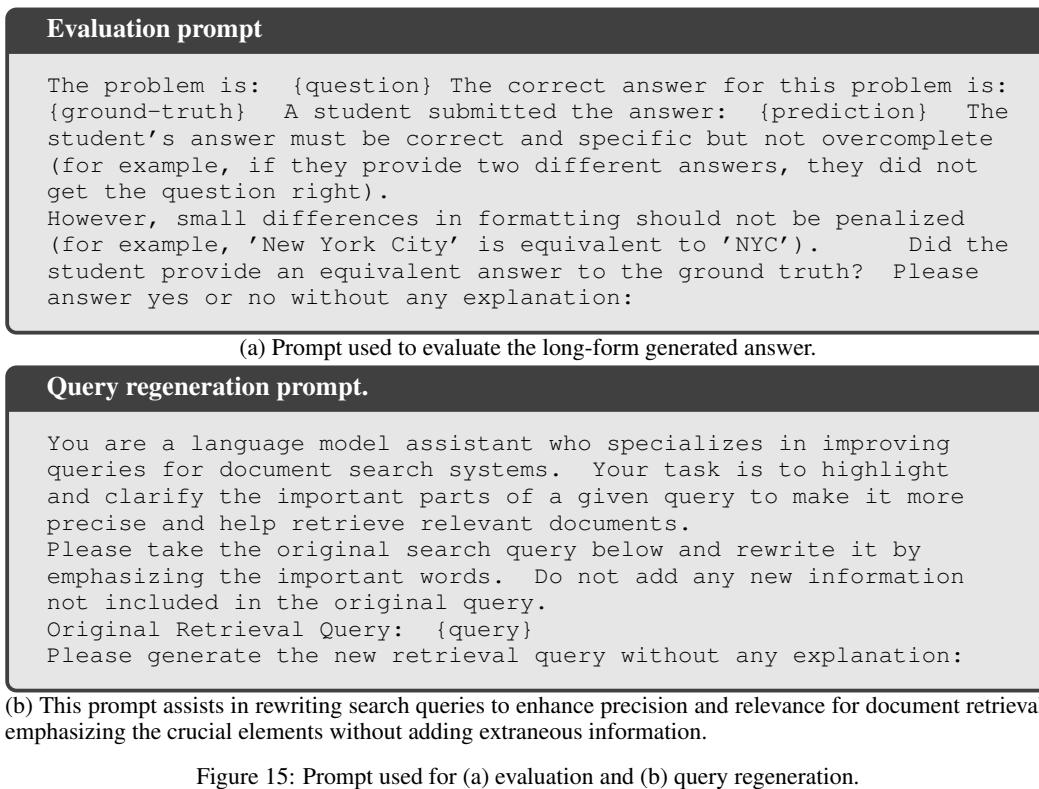 Evaluation prompt
The problem is: {question} The correct answer for this problem is:
{ground-truth} A student submitted the answer: {prediction} The
student's answer must be correct and specific but not overcomplete
(for example, if they provide two different answers, they did not
get the question right).
However, small differences in formatting should not be penalized
(for example, 'New York City' is equivalent to 'NYC'). Did the
student provide an equivalent answer to the ground truth? Please
answer yes or no without any explanation:
(a) Prompt used to evaluate the long-form generated answer.
Query regeneration prompt.
You are a language model assistant who specializes in improving
queries for document search systems. Your task is to highlight
and clarify the important parts of a given query to make it more
precise and help retrieve relevant documents.
Please take the original search query below and rewrite it by
emphasizing the important words. Do not add any new information
not included in the original query.
Original Retrieval Query: {query}
Please generate the new retrieval query without any explanation:
(b) This prompt assists in rewriting search queries to enhance precision and relevance for document retrieva
emphasizing the crucial elements without adding extraneous information.
Figure 15: Prompt used for (a) evaluation and (b) query regeneration.